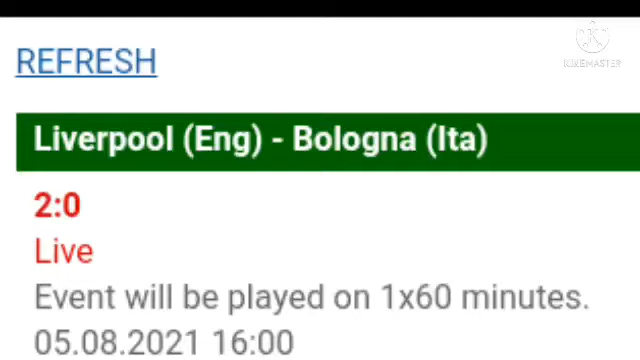 KINEMASTER
REFRESH
Liverpool (Eng) - Bologna (Ita)
2:0
Live
Event will be played on 1x60 minutes.
05.08.2021 16:00